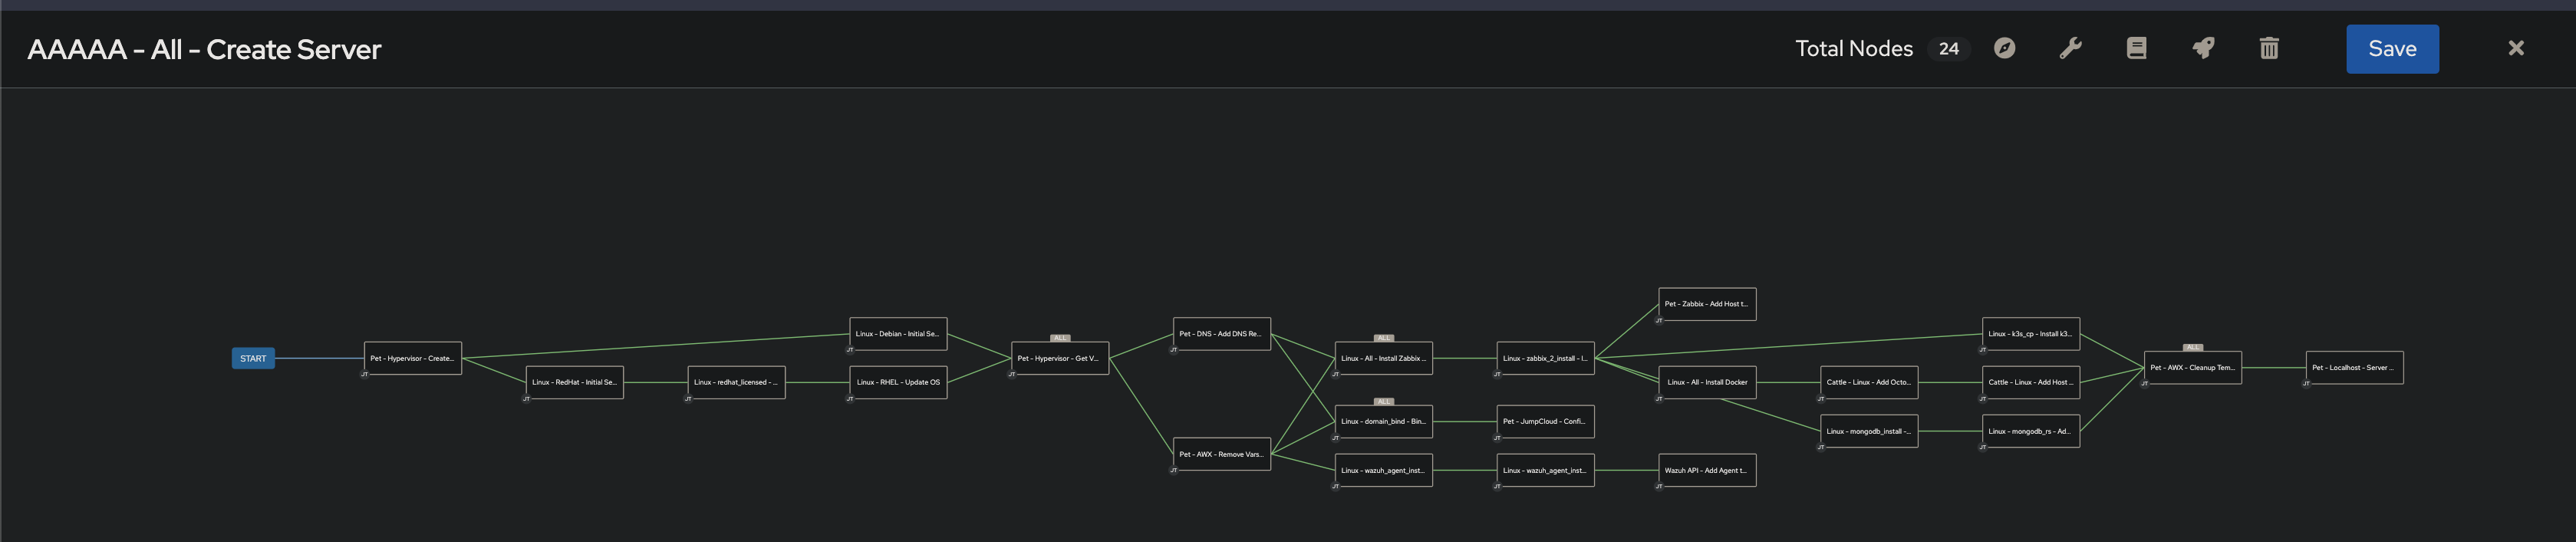 AAAAA - All - Create Server
Total Nodes 24
Save
START
Pet - Hypervisor - Create...
JT
Linux - RedHat - Initial Se...
JT
Linux - redhat_licensed - ...
JT
Linux - Debian - Initial Se...
JT
Linux - RHEL - Update OS
JT
ALL
Pet - Hypervisor - Get V...
JT
Pet - DNS - Add DNS Re...
JT
Pet - AWX - Remove Vars...
JT
ALL
Linux - All - Install Zabbix ...
JT
ALL
Linux - domain_bind - Bin...
JT
Linux - wazuh_agent_inst...
JT
Linux - zabbix_2_install - I...
JT
Pet - JumpCloud - Confi...
JT
Linux - wazuh_agent_inst...
JT
Pet - Zabbix - Add Host t...
JT
Linux - All - Install Docker
JT
Wazuh API - Add Agent t...
JT
Cattle - Linux - Add Octo...
JT
Linux - mongodb_install -...
JT
Linux - k3s_cp - Install k3...
JT
Cattle - Linux - Add Host ...
JT
Linux - mongodb_rs - Ad...
JT
ALL
Pet - AWX - Cleanup Tem...
JT
Pet - Localhost - Server ...
JT